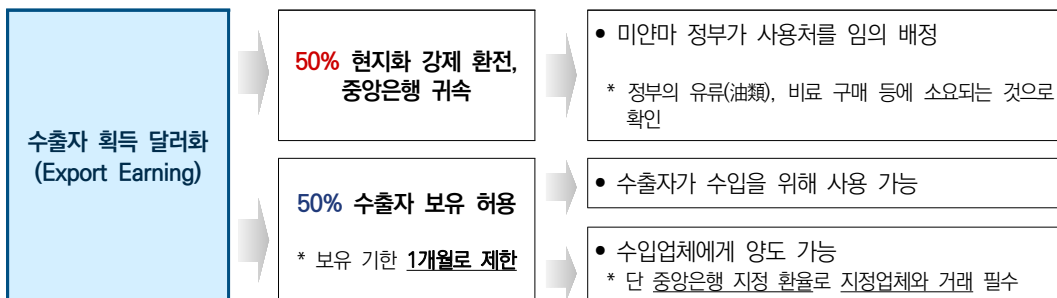 수출자 획득 달러화
(Export Earning)
50% 현지화 강제 환전,
중앙은행 귀속
• 미얀마 정부가 사용처를 임의 배정
* 정부의 유류(油類), 비료 구매 등에 소요되는 것으로
확인
50% 수출자 보유 허용
* 보유 기한 1개월로 제한
• 수출자가 수입을 위해 사용 가능
• 수입업체에게 양도 가능
* 단 중앙은행 지정 환율로 지정업체와 거래 필수